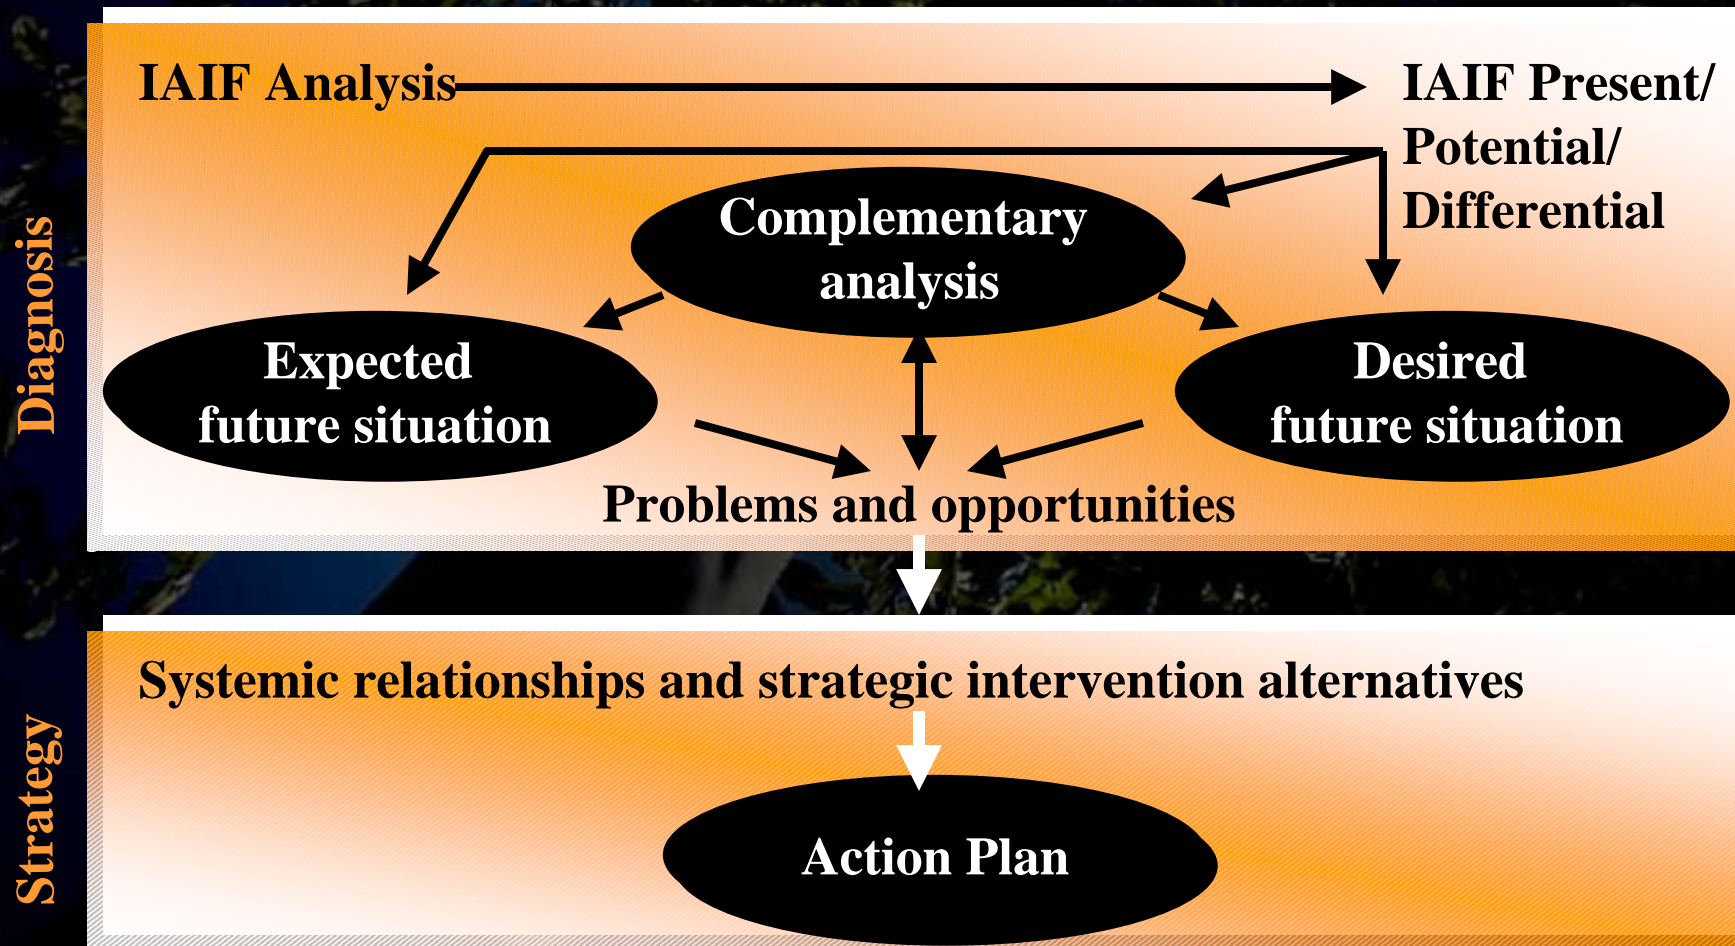 IAIF Analysis
IAIF Present/
Potential/
Differential
Complementary
analysis
Expected
future situation
Desired
future situation
Problems and opportunities
Diagnosis
Systemic relationships and strategic intervention alternatives
Action Plan
Strategy